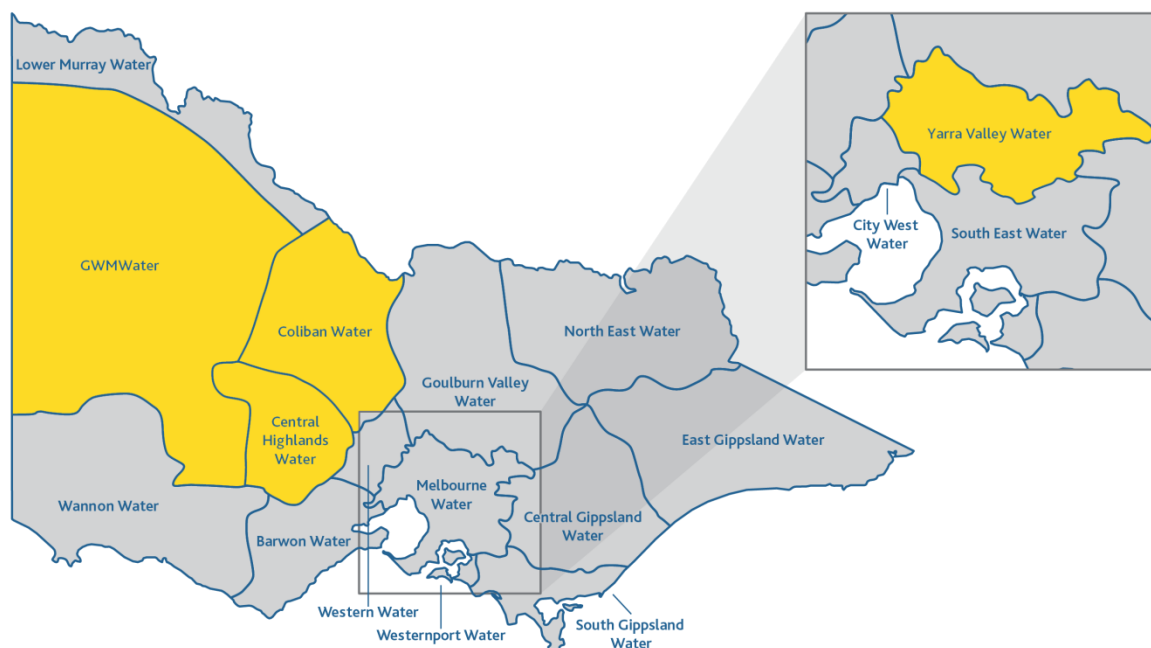 Lower Murray Water
GWMWater
Coliban Water
Central
Highlands
Water
Wannon Water
Barwon Water
Western Water
Westernport Water
Melbourne
Water
Goulburn Valley
Water
North East Water
East Gippsland Water
Central Gippsland
Water
South Gippsland
Water
Yarra Valley Water
City West
Water
South East Water